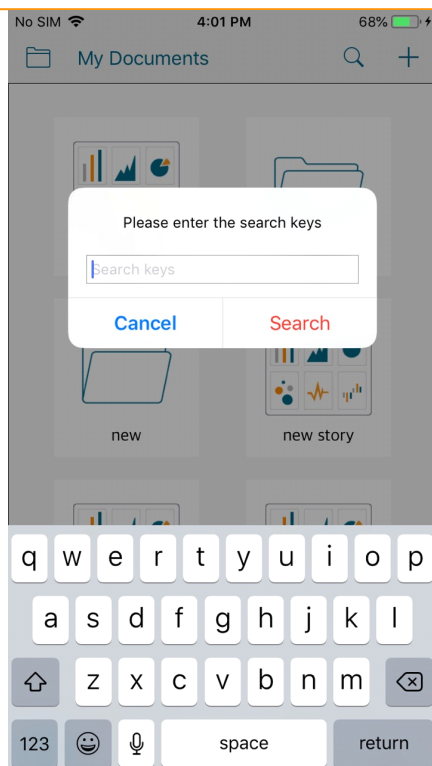 No SIM 4:01 PM 68%
My Documents
Please enter the search keys
Search keys
Cancel Search
new new story
q w e r t y u i o p
a s d f g h j k l
z x c v b n m
123 space return